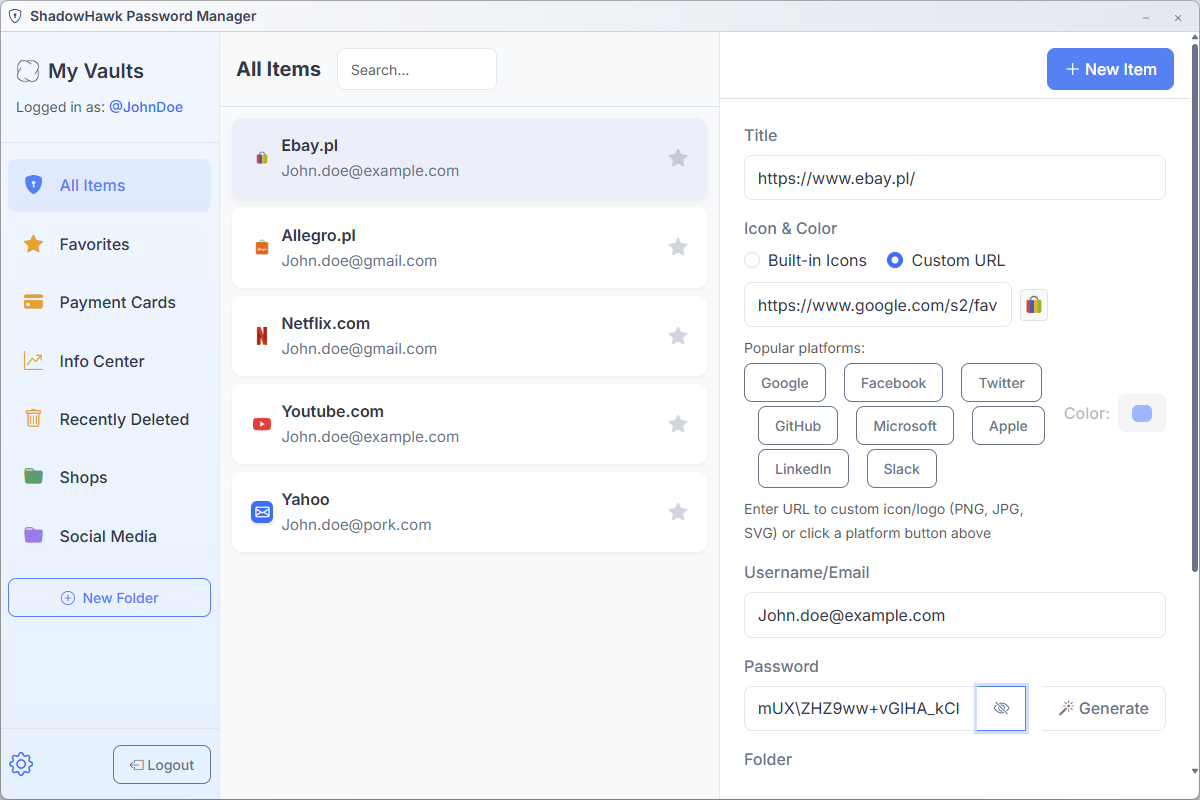 ShadowHawk Password Manager
My Vaults
Logged in as: @JohnDoe
All Items
Favorites
Payment Cards
Info Center
Recently Deleted
Shops
Social Media
New Folder
Logout
All Items
Search...
Ebay.pl
John.doe@example.com
Allegro.pl
John.doe@gmail.com
Netflix.com
John.doe@gmail.com
Youtube.com
John.doe@example.com
Yahoo
John.doe@pork.com
New Item
Title
https://www.ebay.pl/
Icon & Color
Built-in Icons Custom URL
https://www.google.com/s2/fav
Popular platforms:
Google Facebook Twitter
GitHub Microsoft Apple
Color:
LinkedIn Slack
Enter URL to custom icon/logo (PNG, JPG,
SVG) or click a platform button above
Username/Email
John.doe@example.com
Password
Generate
Folder